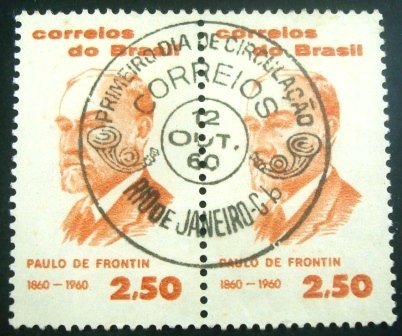 correios
do Brasil
correios
do Brasil
PRIMEIRO DIA DE CIRCULAÇÃO
CORREIOS
12
OUT.
60
RIO DE JANEIRO-GB
PAULO DE FRONTIN
1860-1960 2,50
PAULO DE FRONTIN
1860-1960 2,50